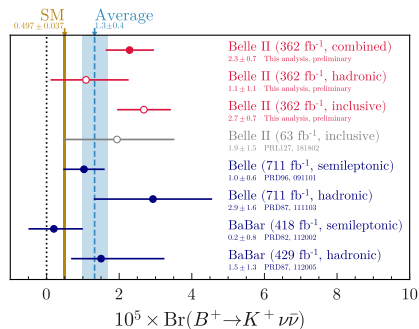 SM Average
0.497±0.037 1.3±0.4
Belle II (362 fb⁻¹, combined)
2.3±0.7 This analysis, preliminary
Belle II (362 fb⁻¹, hadronic)
1.1±1.1 This analysis, preliminary
Belle II (362 fb⁻¹, inclusive)
2.7±0.7 This analysis, preliminary
Belle II (63 fb⁻¹, inclusive)
1.9±1.5 PRL127, 181802
Belle (711 fb⁻¹, semileptonic)
1.0±0.6 PRD96, 091101
Belle (711 fb⁻¹, hadronic)
2.9±1.6 PRD87, 111103
BaBar (418 fb⁻¹, semileptonic)
0.2±0.8 PRD82, 112002
BaBar (429 fb⁻¹, hadronic)
1.5±1.3 PRD87, 112005
0 2 4 6 8 10
10⁵ × Br(B⁺→K⁺νν̄)